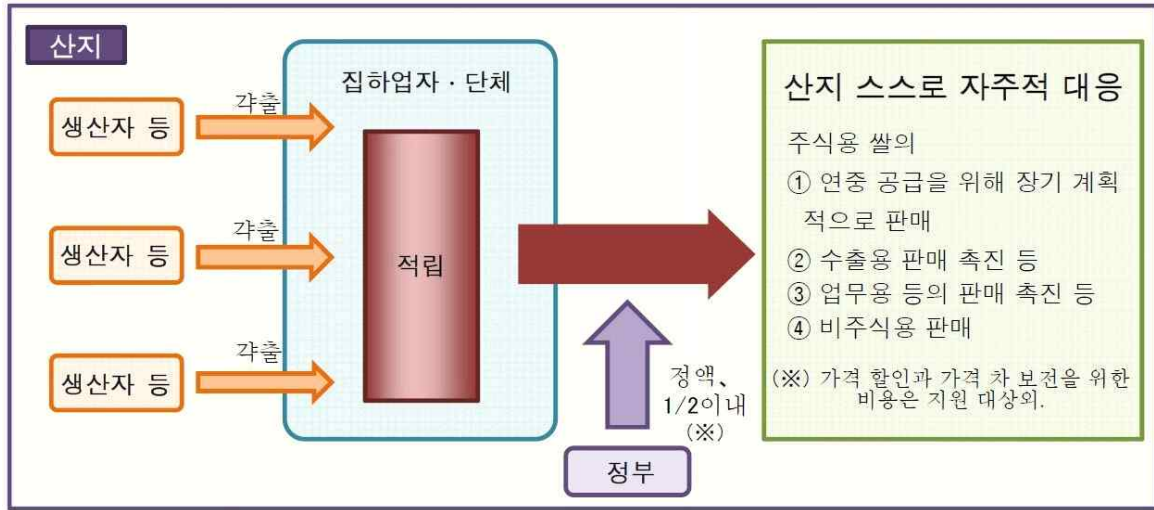 산지
집하업자 · 단체
갹출
생산자 등
갹출
생산자 등
갹출
생산자 등
적립
정액、
1/2이내
(※)
정부
산지 스스로 자주적 대응
주식용 쌀의
① 연중 공급을 위해 장기 계획
적으로 판매
② 수출용 판매 촉진 등
③ 업무용 등의 판매 촉진 등
④ 비주식용 판매
(※) 가격 할인과 가격 차 보전을 위한
비용은 지원 대상외.